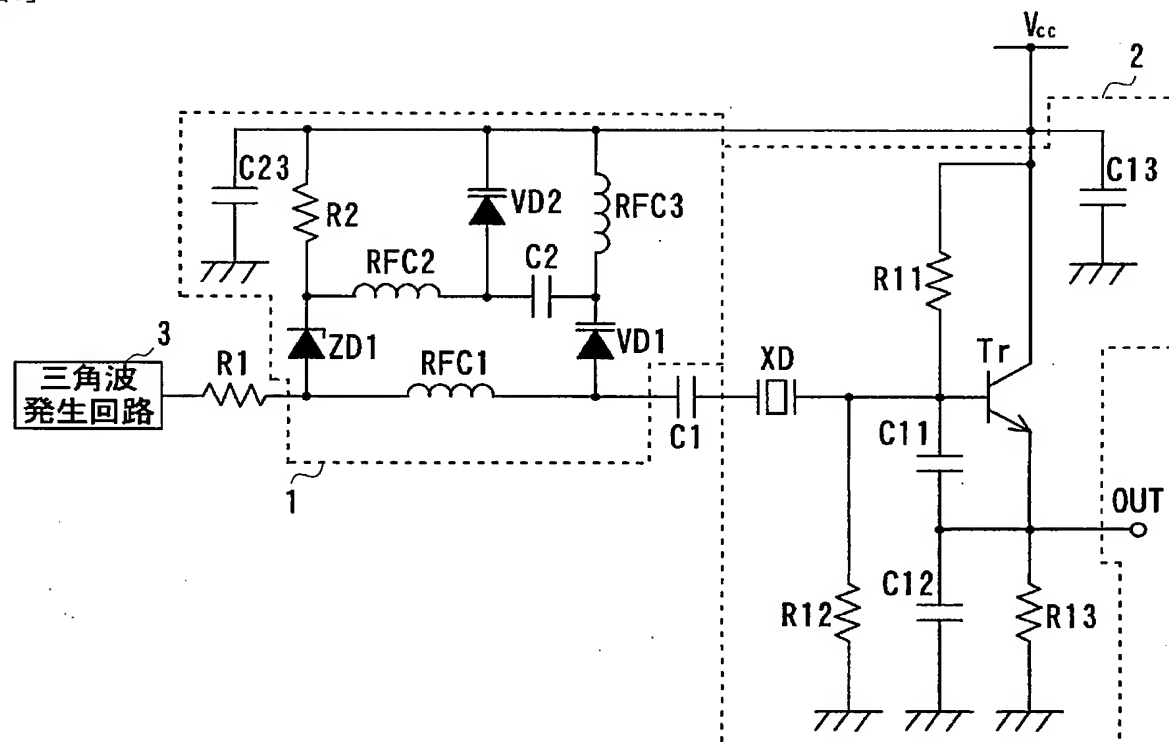 Vcc
2
C23
R2
VD2
RFC3
C13
RFC2
C2
R11
3
三角波
発生回路
R1
ZD1
RFC1
VD1
XD
Tr
C1
C11
1
OUT
R12
C12
R13